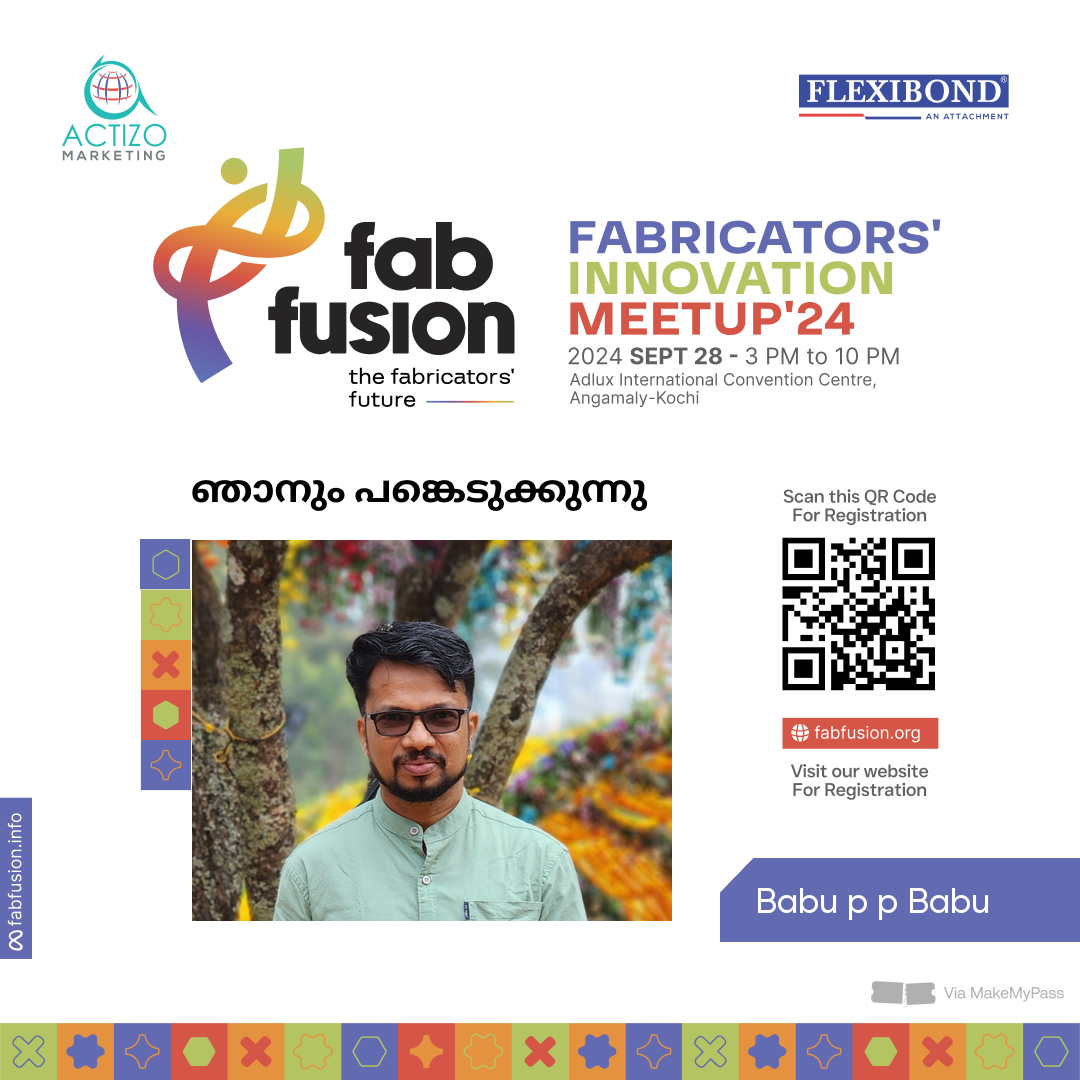 ACTIZO
MARKETING
FLEXIBOND®
AN ATTACHMENT
fab
fusion
the fabricators'
future
FABRICATORS'
INNOVATION
MEETUP'24
2024 SEPT 28 - 3 PM to 10 PM
Adlux International Convention Centre,
Angamaly-Kochi
ഞാനും പങ്കെടുക്കുന്നു
Scan this QR Code
For Registration
fabfusion.org
Visit our website
For Registration
fabfusion.info
Babu p p Babu
Via MakeMyPass